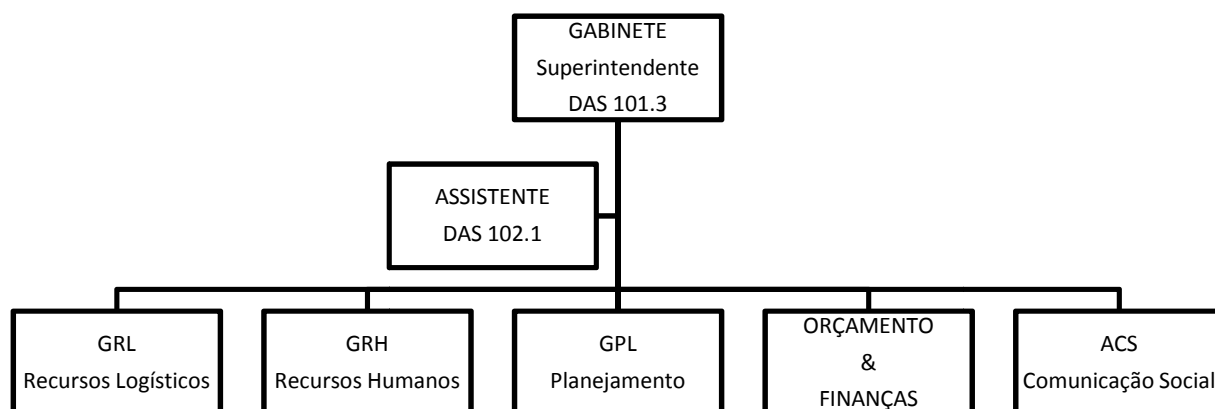 GABINETE
Superintendente
DAS 101.3
ASSISTENTE
DAS 102.1
GRL
Recursos Logísticos
GRH
Recursos Humanos
GPL
Planejamento
ORÇAMENTO
&
FINANÇAS
ACS
Comunicação Social